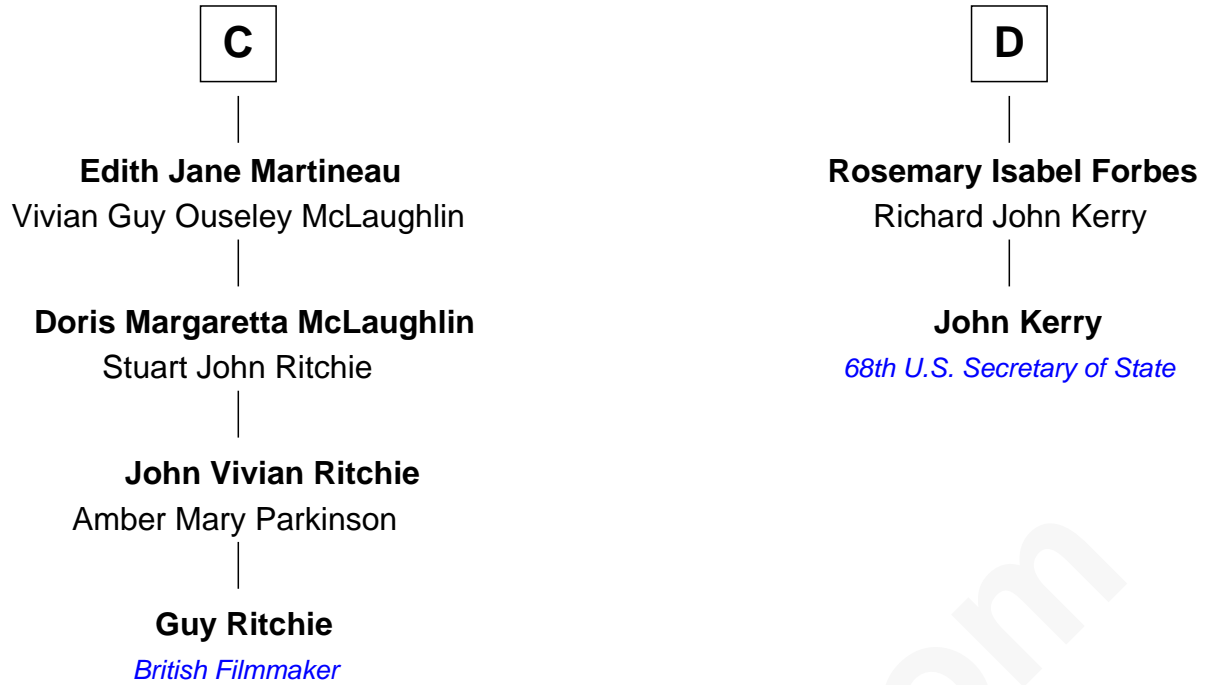 C
Edith Jane Martineau
Vivian Guy Ouseley McLaughlin
Doris Margaretta McLaughlin
Stuart John Ritchie
John Vivian Ritchie
Amber Mary Parkinson
Guy Ritchie
British Filmmaker
D
Rosemary Isabel Forbes
Richard John Kerry
John Kerry
68th U.S. Secretary of State
om